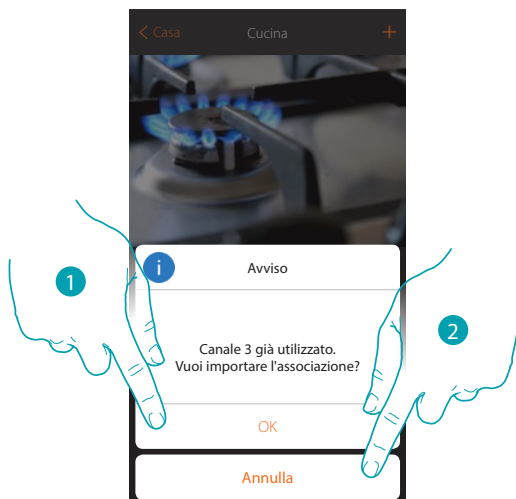 < Casa Cucina +
i Avviso
1
Canale 3 già utilizzato.
Vuoi importare l'associazione?
2
OK
Annulla